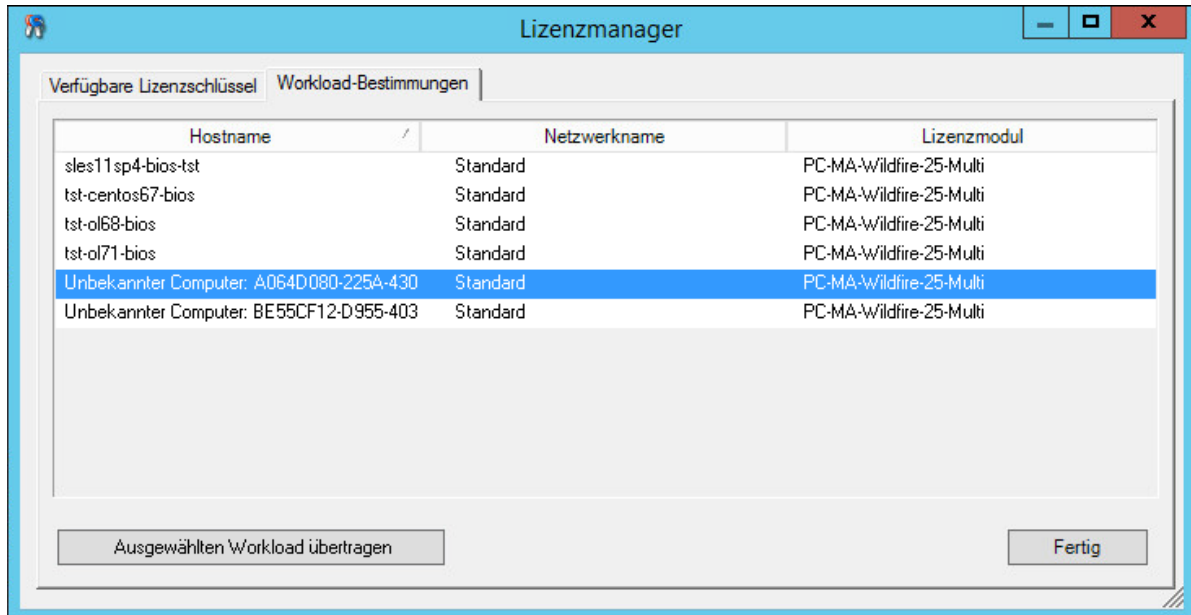 Lizenzmanager
Verfügbare Lizenzschlüssel Workload-Bestimmungen
Hostname Netzwerkname Lizenzmodul
sles11sp4-bios-tst Standard PC-MA-Wildfire-25-Multi
tst-centos67-bios Standard PC-MA-Wildfire-25-Multi
tst-ol68-bios Standard PC-MA-Wildfire-25-Multi
tst-ol71-bios Standard PC-MA-Wildfire-25-Multi
Unbekannter Computer: A064D080-225A-430 Standard PC-MA-Wildfire-25-Multi
Unbekannter Computer: BE55CF12-D955-403 Standard PC-MA-Wildfire-25-Multi
Ausgewählten Workload übertragen Fertig